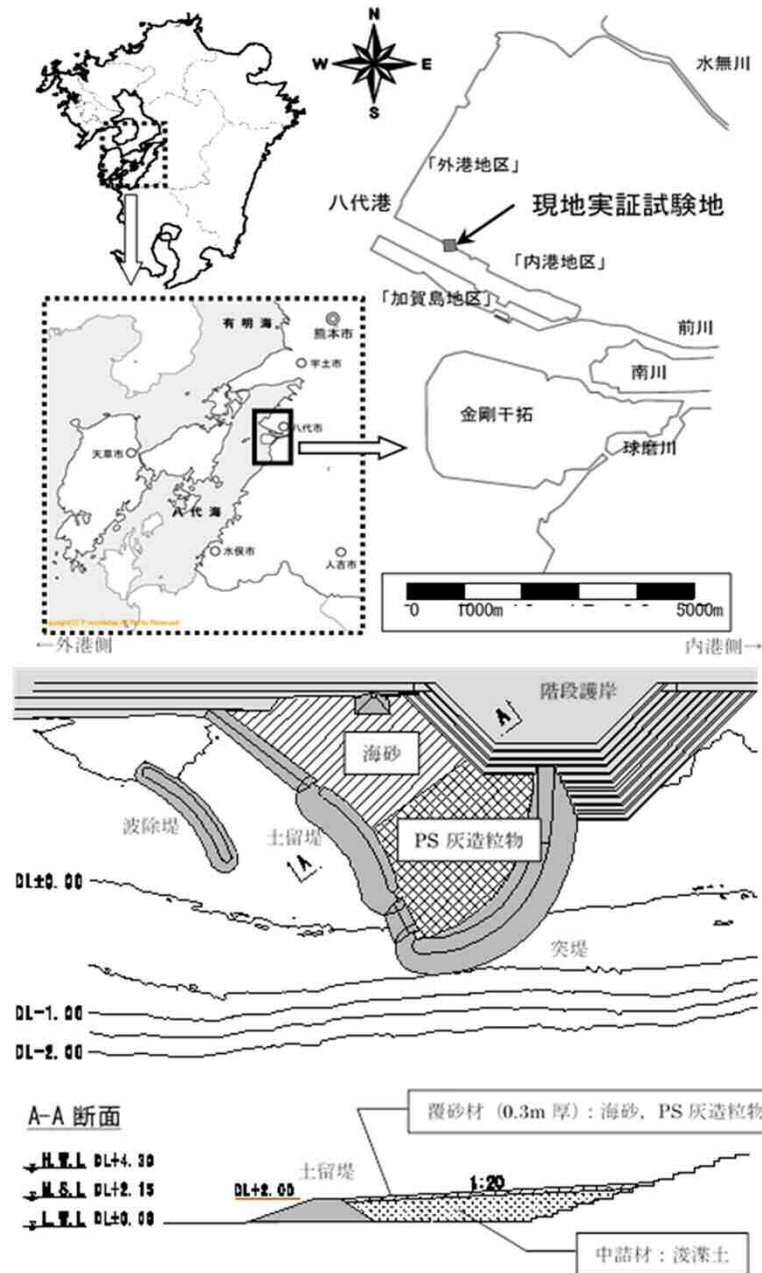 N
W E
S
水無川
「外港地区」
八代港
現地実証試験地
「内港地区」
「加賀島地区」
前川
南川
金剛干拓
球磨川
有明海
熊本市
宇土市
八代市
天草市
八代海
水俣市
人吉市
0 1000m 5000m
←外港側
内港側→
階段護岸
A
海砂
波除堤
土留堤
PS 灰造粒物
A
DL±0.00
突堤
DL-1.00
DL-2.00
A-A 断面
覆砂材（0.3m 厚）：海砂，PS 灰造粒物
H.W.L DL+4.30
土留堤
M.S.L DL+2.15
DL+2.00
1:20
L.W.L DL±0.00
中詰材：浚渫土